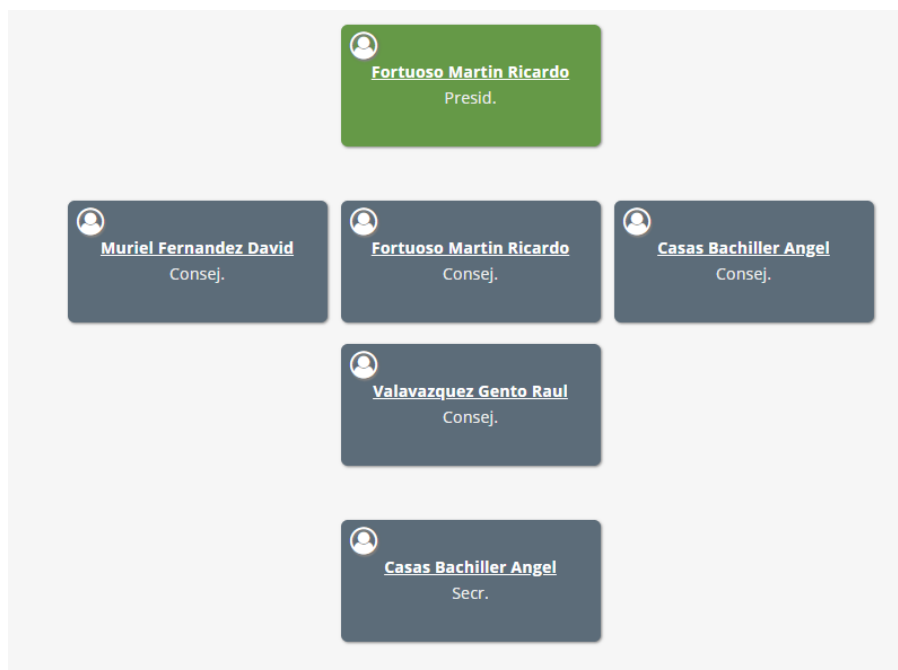 Fortuoso Martin Ricardo
Presid.
Muriel Fernandez David
Consej.
Fortuoso Martin Ricardo
Consej.
Casas Bachiller Angel
Consej.
Valavazquez Gento Raul
Consej.
Casas Bachiller Angel
Secr.